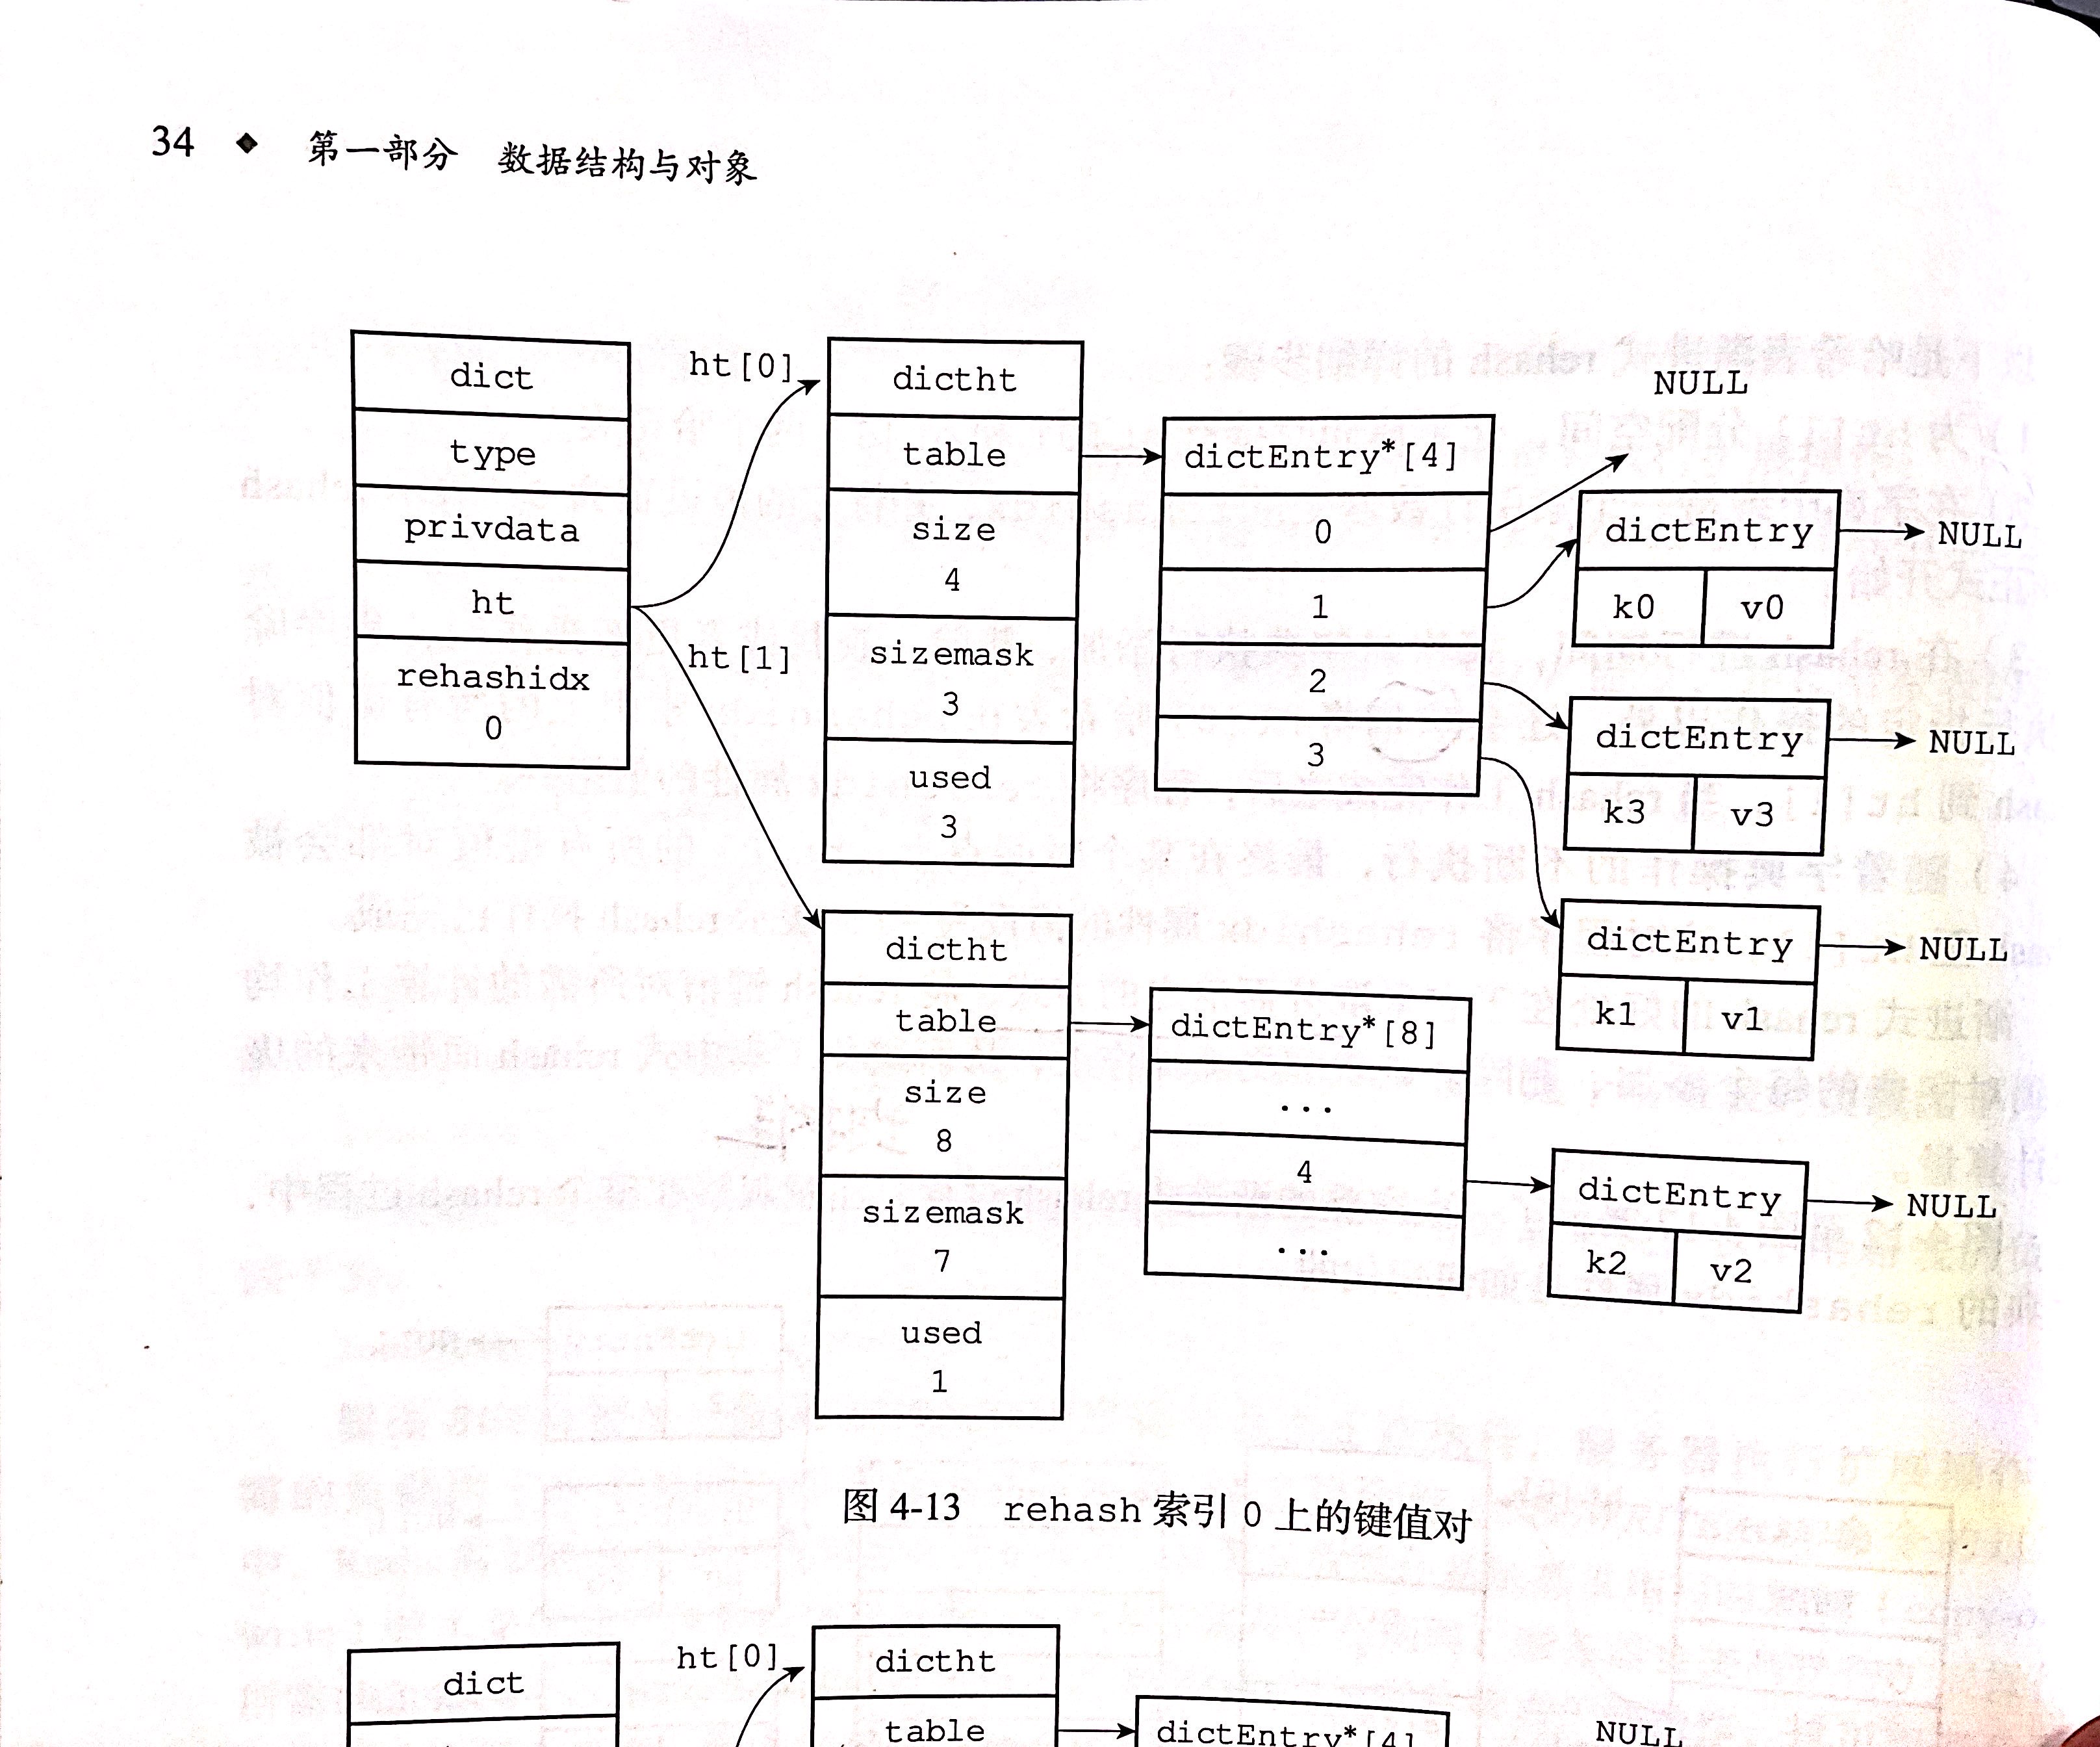 34 ◆ 第一部分 数据结构与对象
dict
type
privdata
ht
rehashidx
0
ht[0]
ht[1]
dictht
table
size
4
sizemask
3
used
3
dictEntry*[4]
0
1
2
3
NULL
dictEntry
k0 v0
NULL
dictEntry
k3 v3
NULL
dictEntry
k1 v1
NULL
dictht
table
size
8
sizemask
7
used
1
dictEntry*[8]
...
4
...
dictEntry
k2 v2
NULL
图 4-13 rehash 索引 0 上的键值对
dict
ht[0]
dictht
table
dictEntry*[4]
NULL